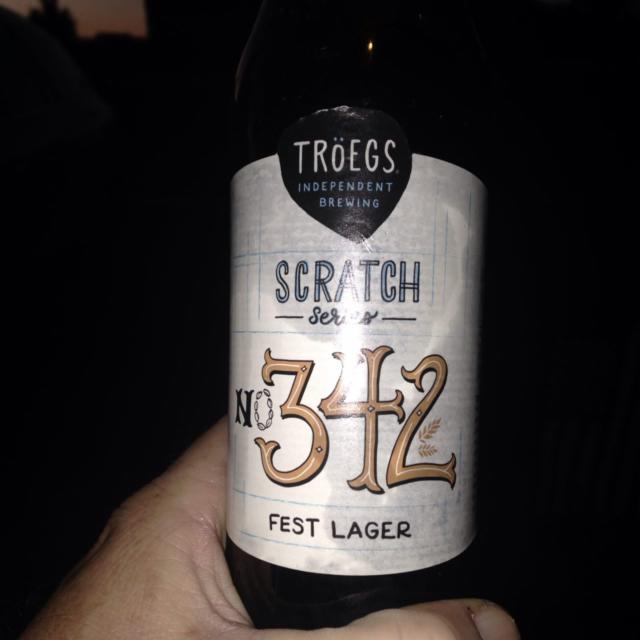 TRöEGS
INDEPENDENT
BREWING
SCRATCH
series
No 342
FEST LAGER